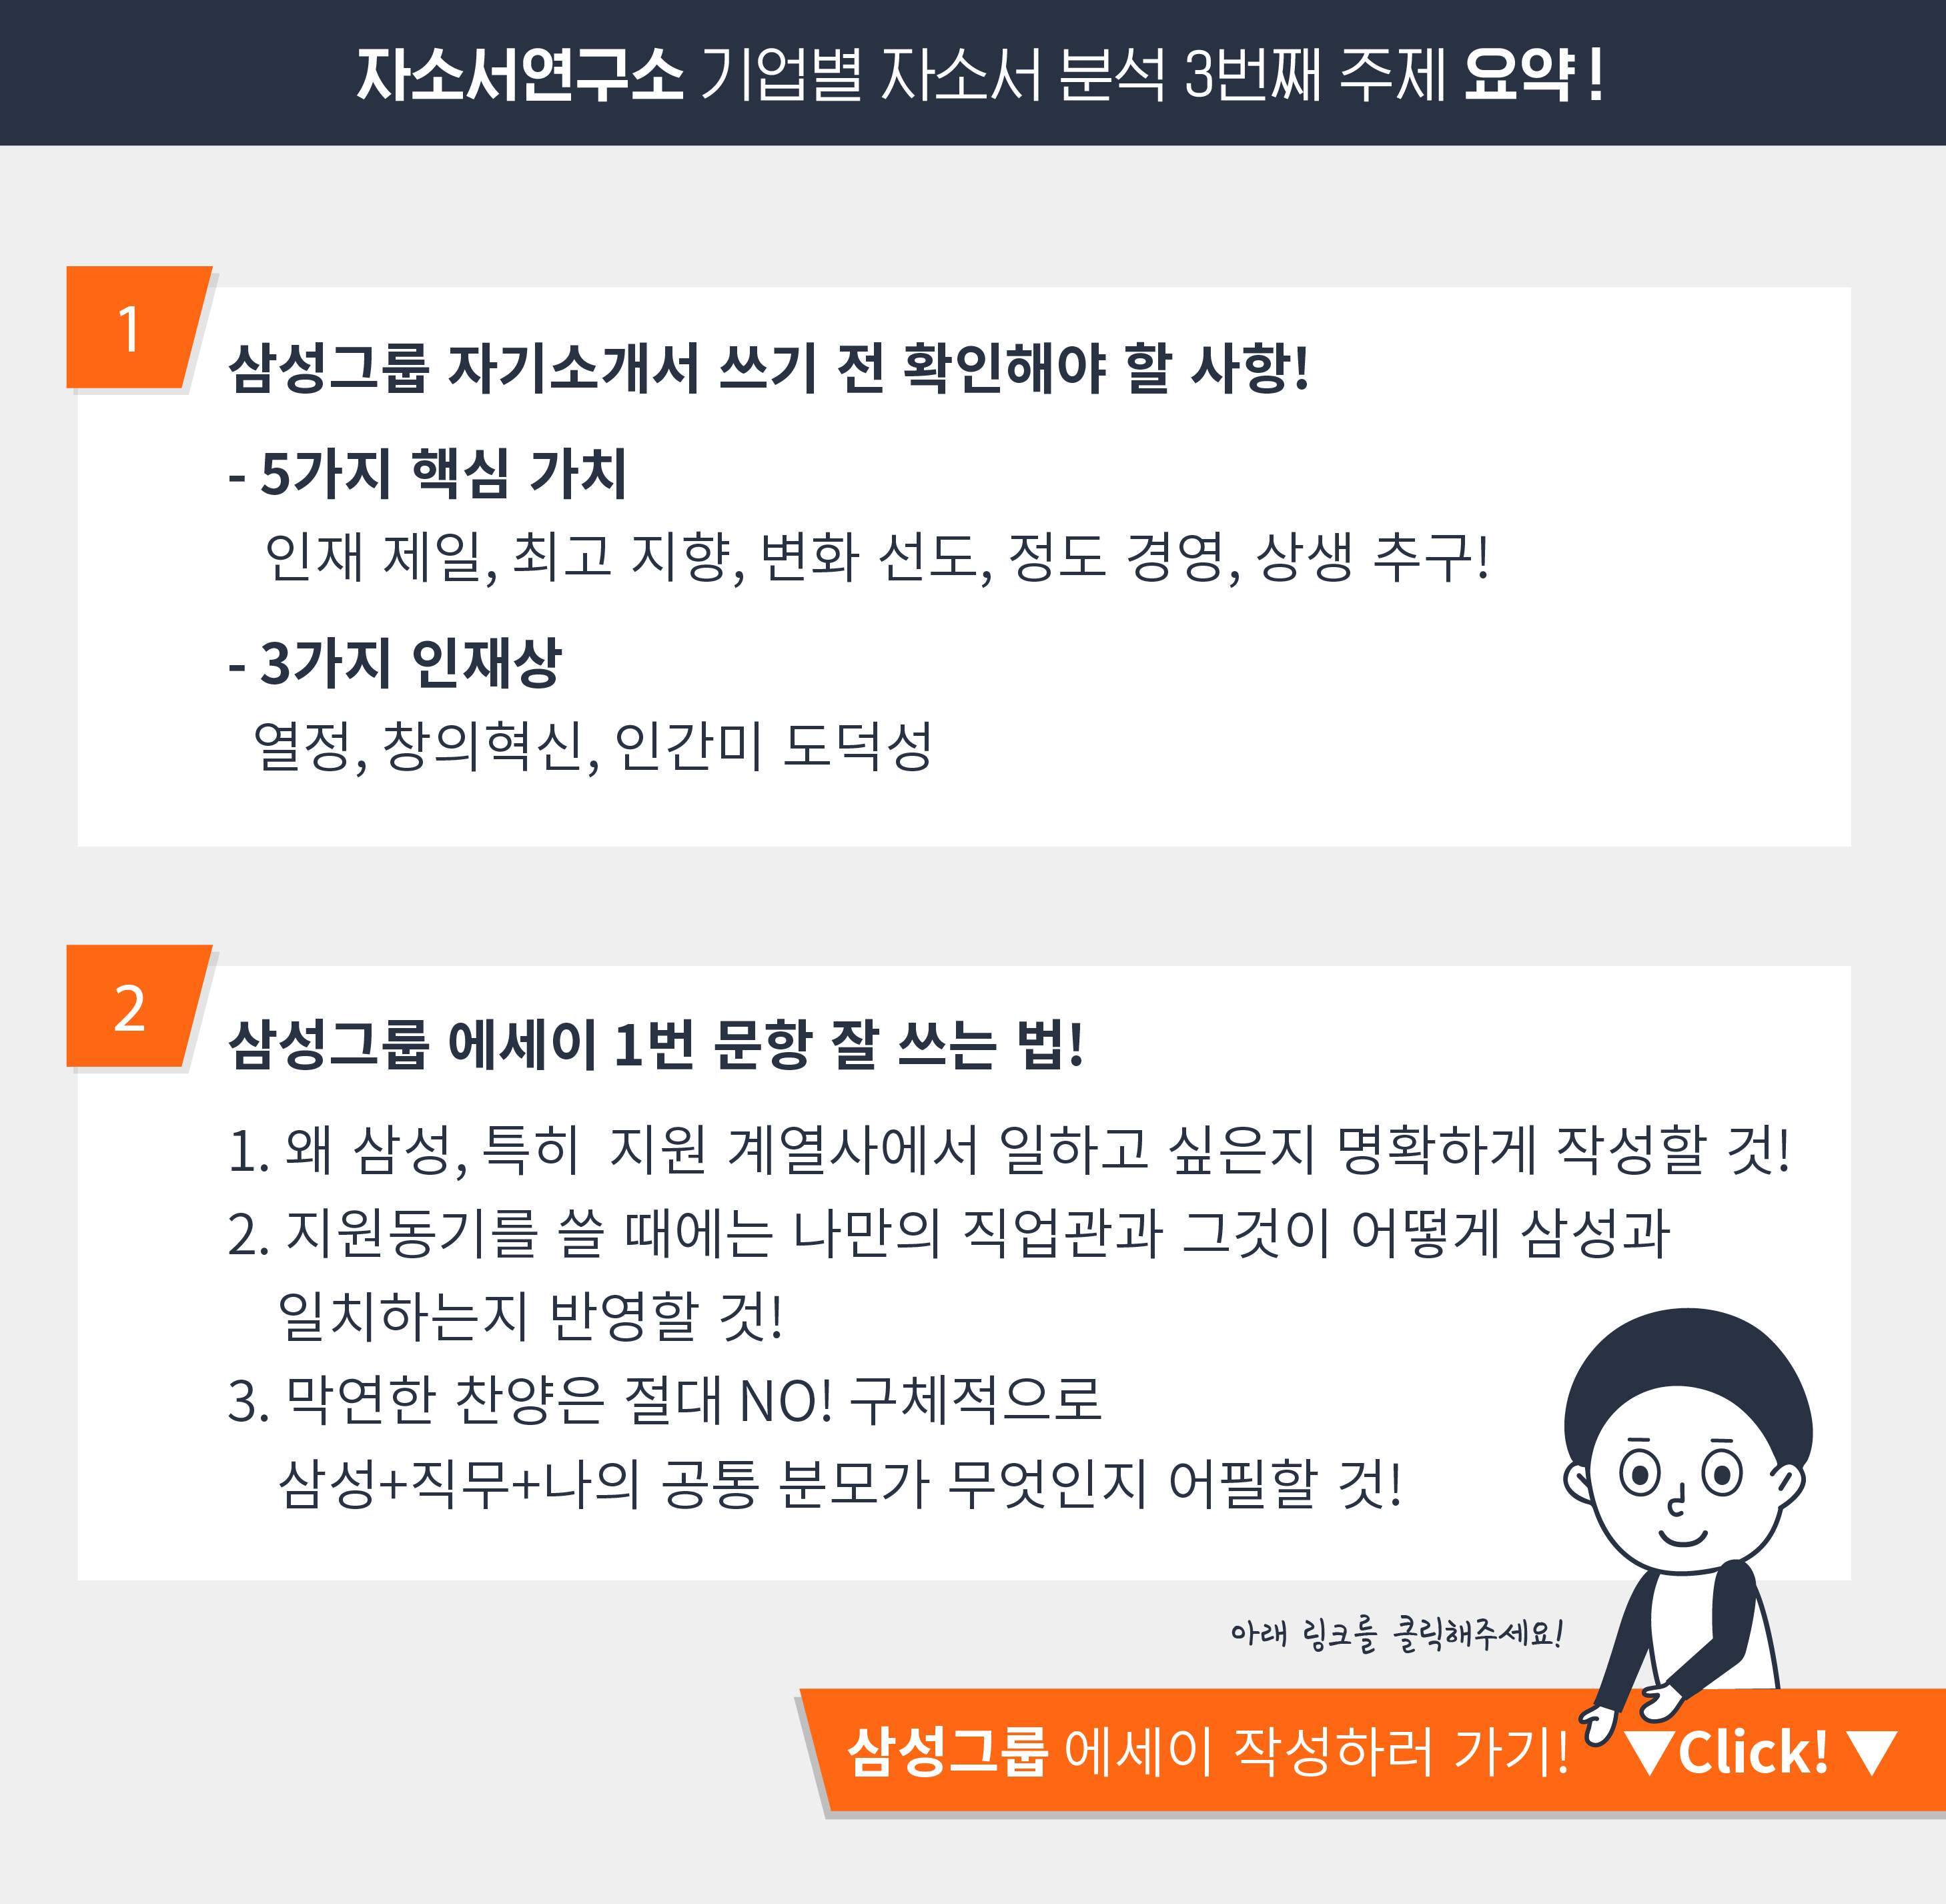 자소서연구소 기업별 자소서 분석 3번째 주제 요약!
1
삼성그룹 자기소개서 쓰기 전 확인해야 할 사항!
- 5가지 핵심 가치
인재 제일, 최고 지향, 변화 선도, 정도 경영, 상생 추구!
- 3가지 인재상
열정, 창의혁신, 인간미 도덕성
2
삼성그룹 에세이 1번 문항 잘 쓰는 법!
1. 왜 삼성, 특히 지원 계열사에서 일하고 싶은지 명확하게 작성할 것!
2. 지원동기를 쓸 때에는 나만의 직업관과 그것이 어떻게 삼성과
일치하는지 반영할 것!
3. 막연한 찬양은 절대 NO! 구체적으로
삼성+직무+나의 공통 분모가 무엇인지 어필할 것!
아래 링크를 클릭해주세요!
삼성그룹 에세이 작성하러 가기! ▼Click! ▼